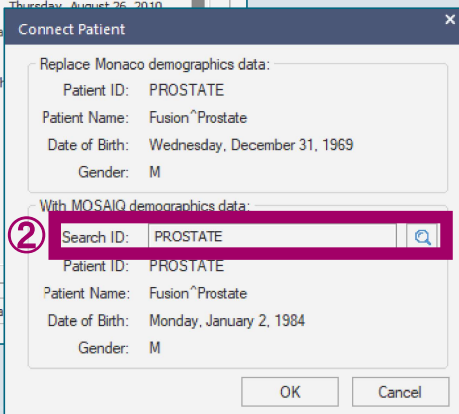 Thursday, August 26, 2010
Connect Patient
×
Replace Monaco demographics data:
Patient ID: PROSTATE
Patient Name: Fusion^Prostate
Date of Birth: Wednesday, December 31, 1969
Gender: M
With MOSAIQ demographics data:
② Search ID: PROSTATE
Patient ID: PROSTATE
Patient Name: Fusion^Prostate
Date of Birth: Monday, January 2, 1984
Gender: M
OK Cancel